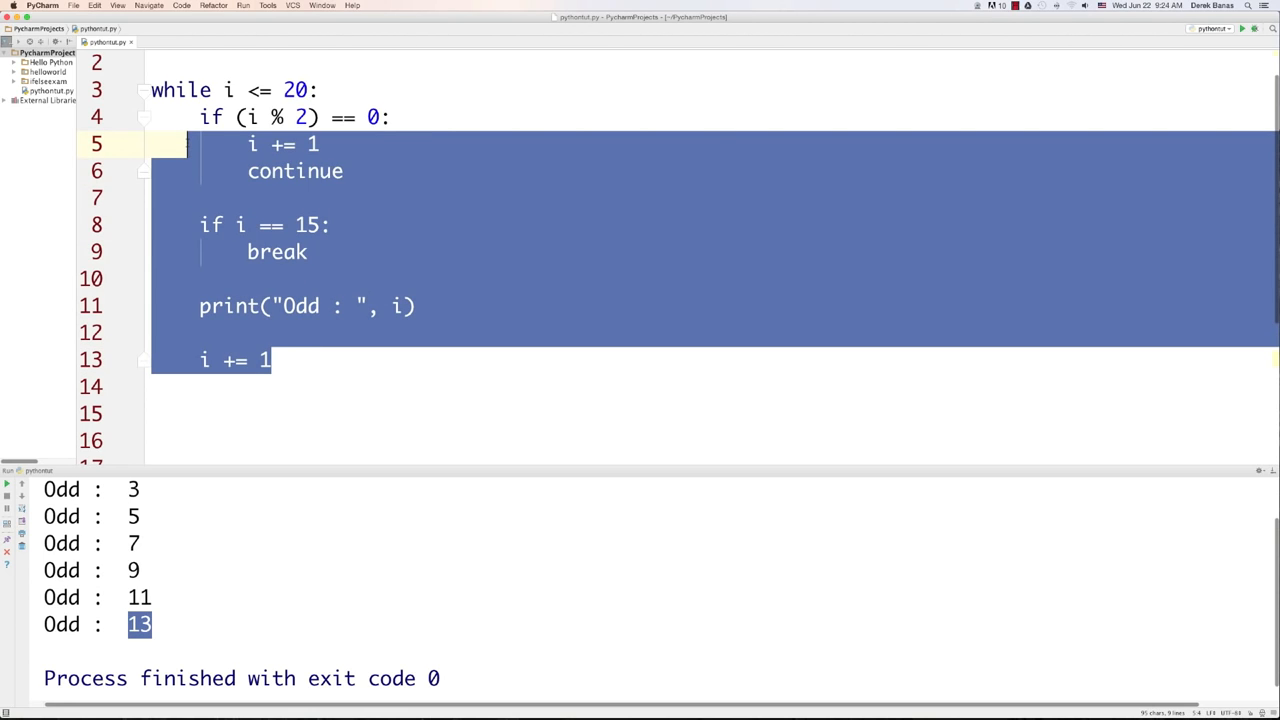 PyCharm File Edit View Navigate Code Refactor Run Tools VCS Window Help 10 Wed Jun 22 9:24 AM Derek Banas
pythontut.py - PycharmProjects - [~/PycharmProjects]
PycharmProjects pythontut.py pythontut
pythontut.py
PycharmProject
Hello Python
helloworld
ifelseexam
pythontut.py
External Librarie
2
3 while i <= 20:
4 if (i % 2) == 0:
5 i += 1
6 continue
7
8 if i == 15:
9 break
10
11 print("Odd : ", i)
12
13 i += 1
14
15
16
17
Run pythontut
Odd : 3
Odd : 5
Odd : 7
Odd : 9
Odd : 11
Odd : 13
Process finished with exit code 0
95 chars, 9 lines 5:4 LF‡ UTF-8‡